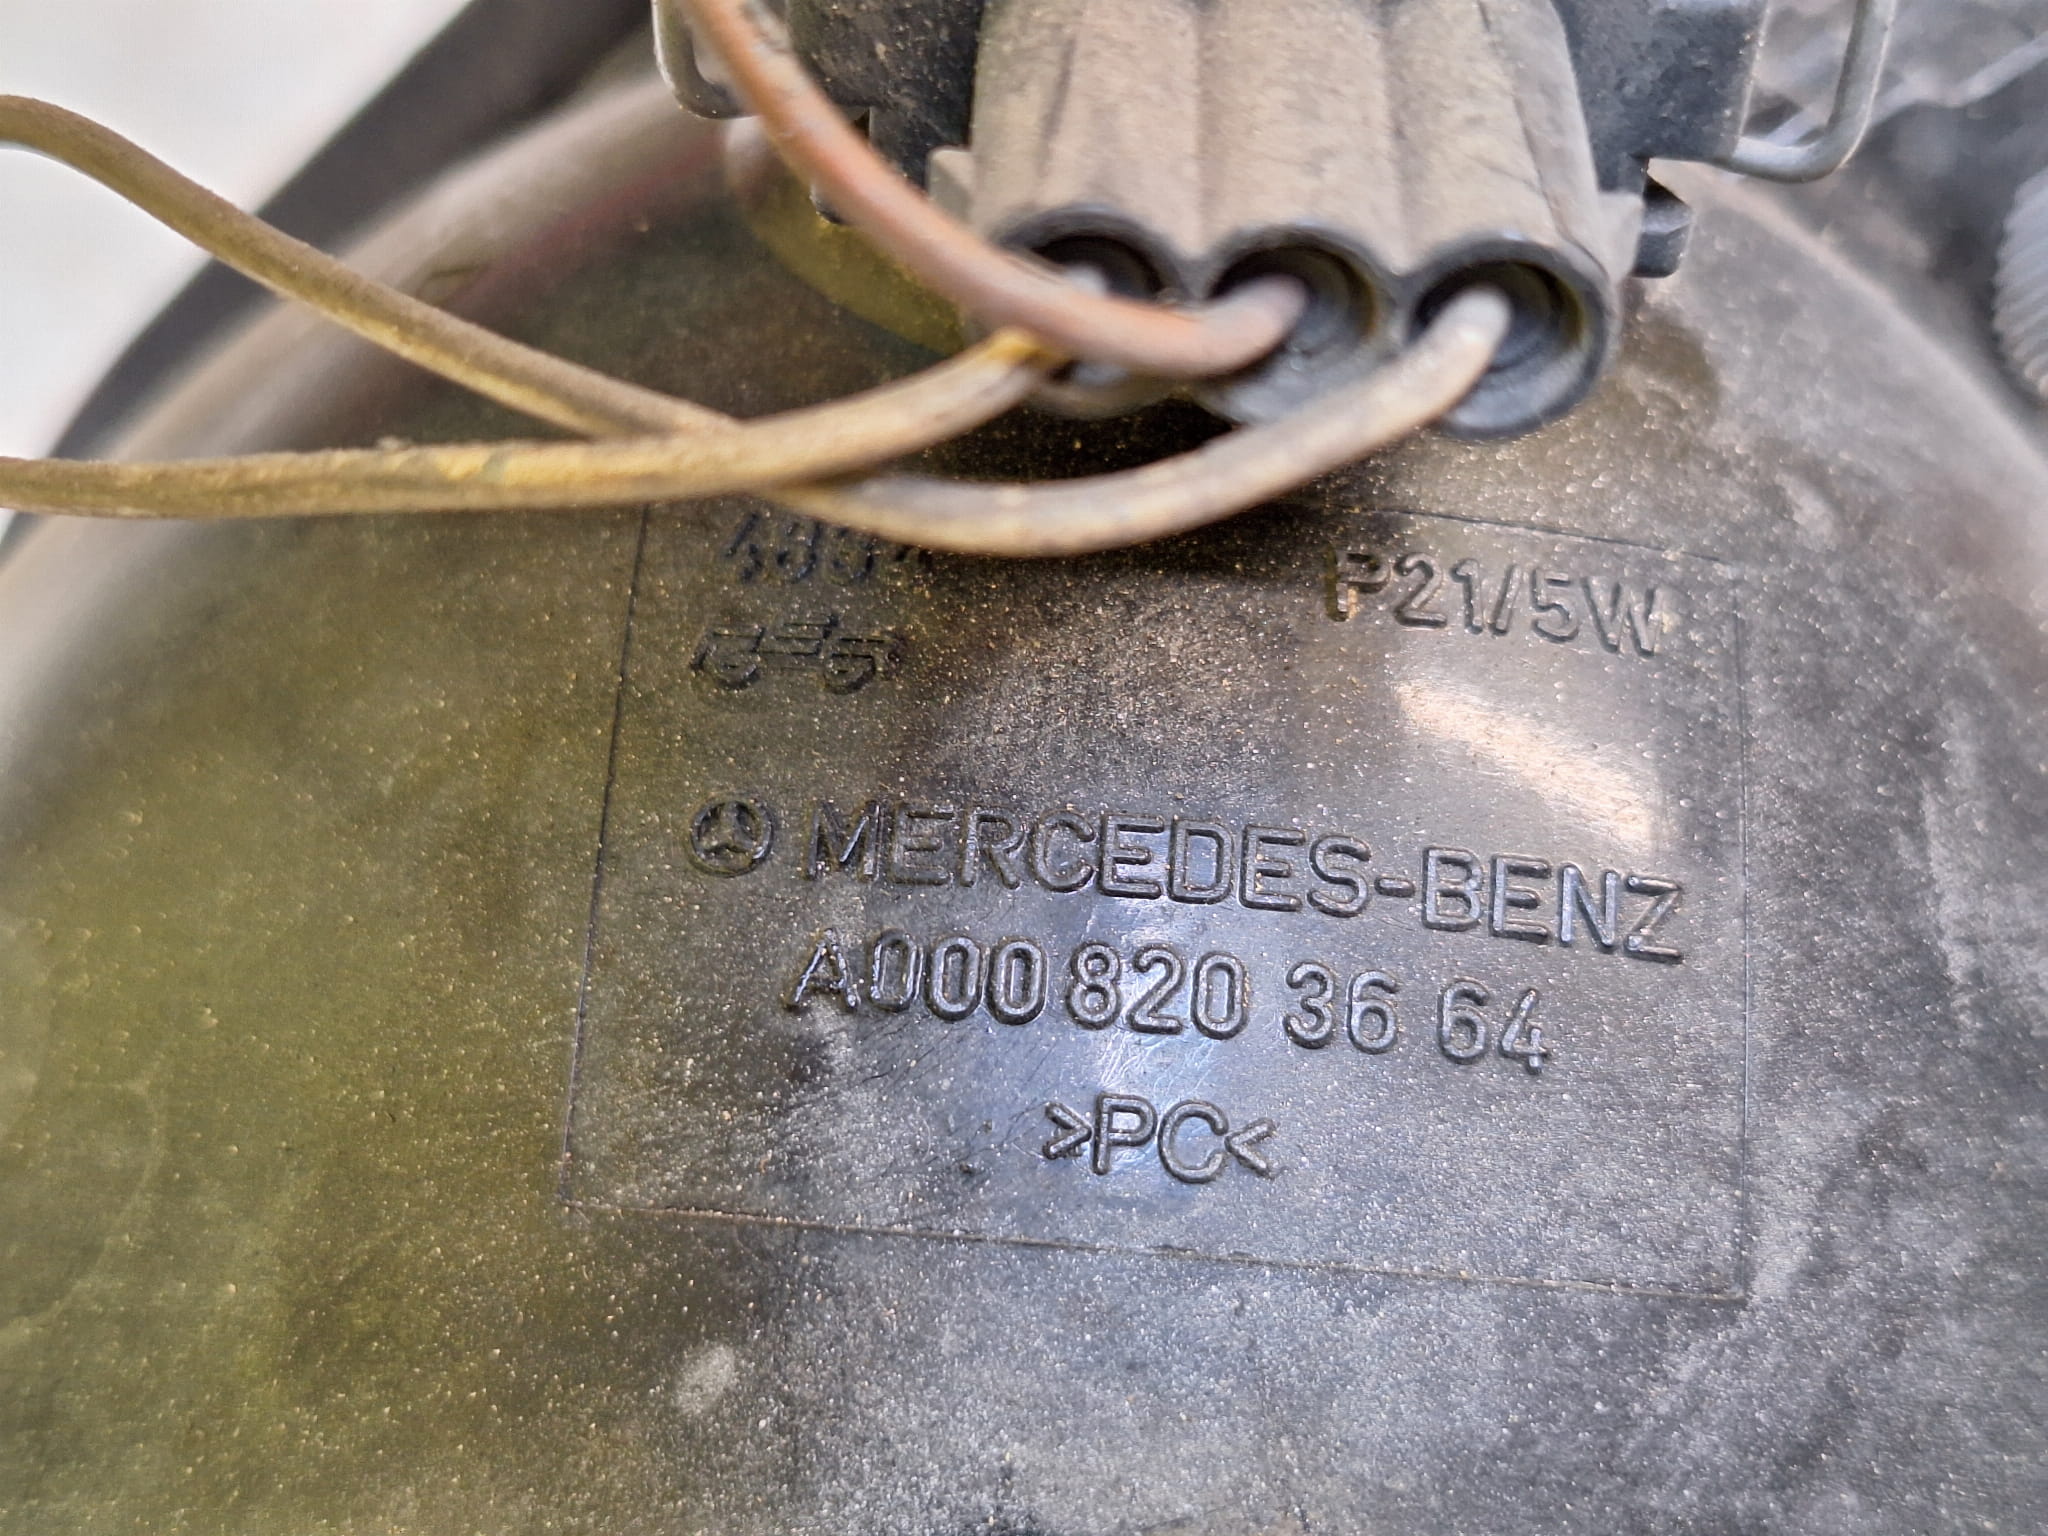 P21/5W
MERCEDES-BENZ
A000 820 36 64
>PC<